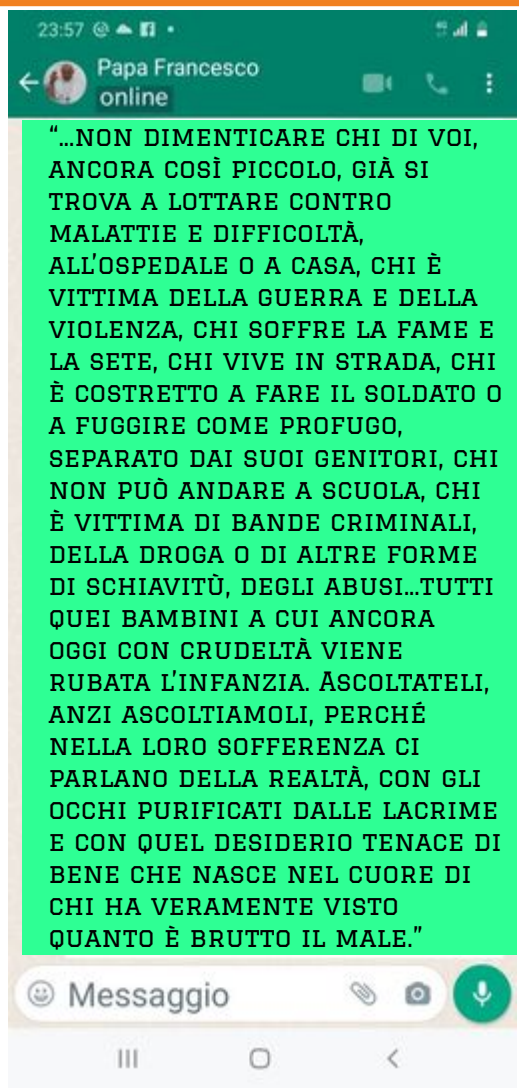 23:57
Papa Francesco
online
“...NON DIMENTICARE CHI DI VOI,
ANCORA COSÌ PICCOLO, GIÀ SI
TROVA A LOTTARE CONTRO
MALATTIE E DIFFICOLTÀ,
ALL'OSPEDALE O A CASA, CHI È
VITTIMA DELLA GUERRA E DELLA
VIOLENZA, CHI SOFFRE LA FAME E
LA SETE, CHI VIVE IN STRADA, CHI
È COSTRETTO A FARE IL SOLDATO O
A FUGGIRE COME PROFUGO,
SEPARATO DAI SUOI GENITORI, CHI
NON PUÒ ANDARE A SCUOLA, CHI
È VITTIMA DI BANDE CRIMINALI,
DELLA DROGA O DI ALTRE FORME
DI SCHIAVITÙ, DEGLI ABUSI...TUTTI
QUEI BAMBINI A CUI ANCORA
OGGI CON CRUDELTÀ VIENE
RUBATA L'INFANZIA. ASCOLTATELI,
ANZI ASCOLTIAMOLI, PERCHÉ
NELLA LORO SOFFERENZA CI
PARLANO DELLA REALTÀ, CON GLI
OCCHI PURIFICATI DALLE LACRIME
E CON QUEL DESIDERIO TENACE DI
BENE CHE NASCE NEL CUORE DI
CHI HA VERAMENTE VISTO
QUANTO È BRUTTO IL MALE.”
Messaggio